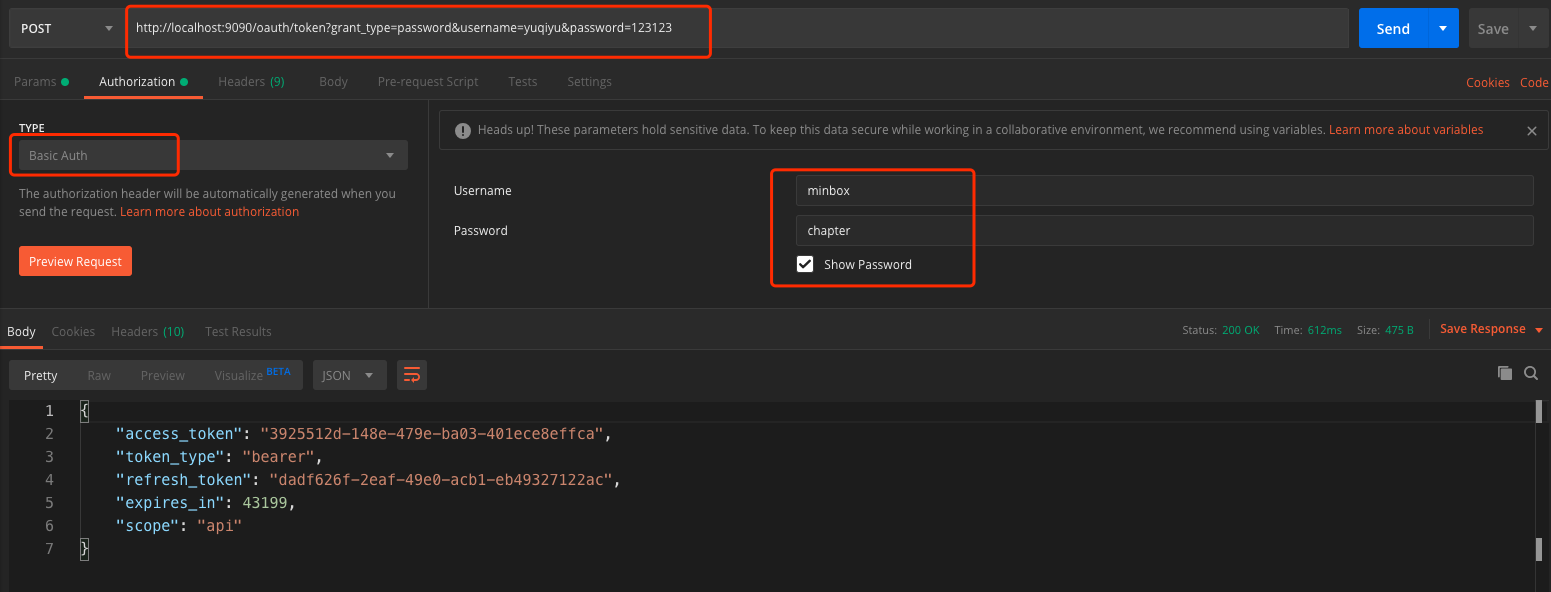 POST http://localhost:9090/oauth/token?grant_type=password&username=yuqiyu&password=123123 Send Save
Params Authorization Headers (9) Body Pre-request Script Tests Settings Cookies Code
TYPE
Basic Auth
The authorization header will be automatically generated when you
send the request. Learn more about authorization
Preview Request
Heads up! These parameters hold sensitive data. To keep this data secure while working in a collaborative environment, we recommend using variables. Learn more about variables
Username minbox
Password chapter
Show Password
Body Cookies Headers (10) Test Results Status: 200 OK Time: 612ms Size: 475 B Save Response
Pretty Raw Preview Visualize BETA JSON
1 {
2 "access_token": "3925512d-148e-479e-ba03-401ece8effca",
3 "token_type": "bearer",
4 "refresh_token": "dadf626f-2eaf-49e0-acb1-eb49327122ac",
5 "expires_in": 43199,
6 "scope": "api"
7 }